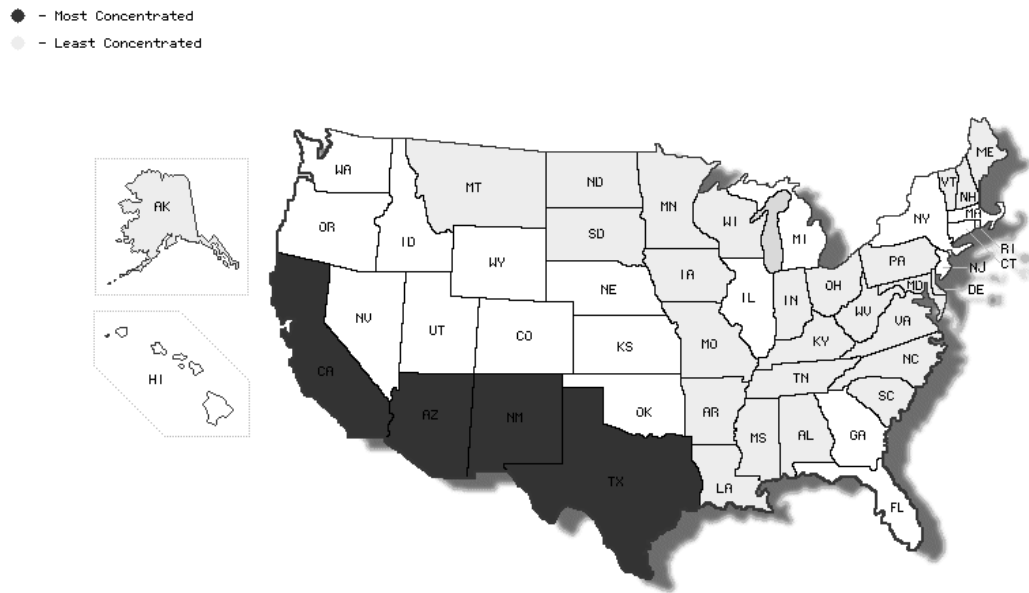 - Most Concentrated
- Least Concentrated
WA
MT
ND
MN
ME
VT
NH
AK
OR
ID
SD
WI
NY
MA
MI
WY
RI
CT
IA
PA
NJ
NE
OH
MD
DE
NV
UT
CO
IL
IN
WV
VA
KS
MO
KY
HI
CA
NC
TN
AZ
NM
OK
AR
SC
MS
AL
GA
TX
LA
FL